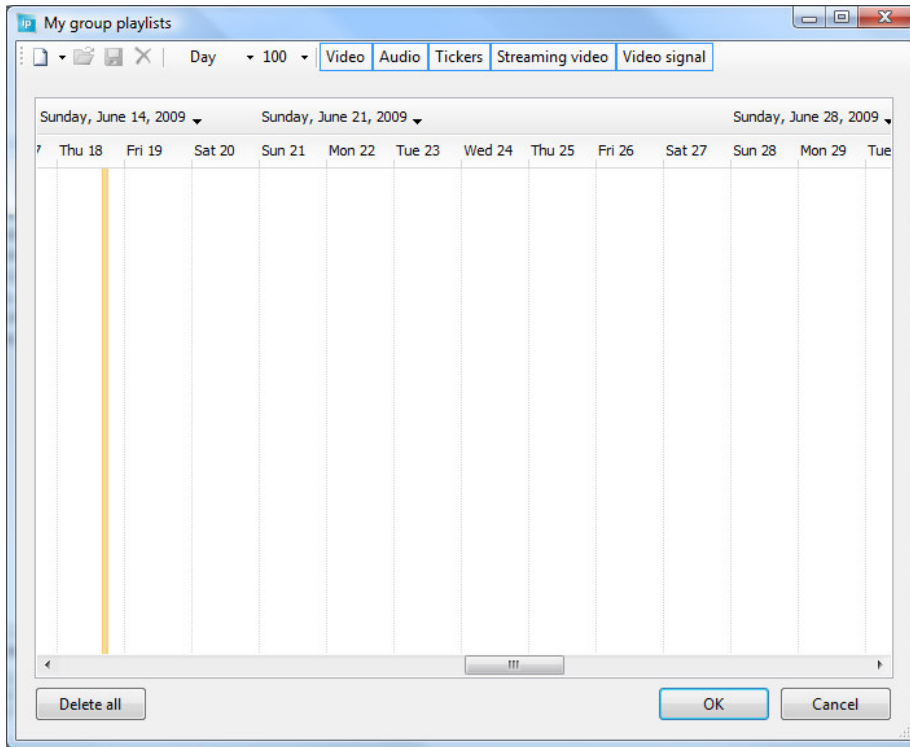 ip My group playlists
Day 100 Video Audio Tickers Streaming video Video signal
Sunday, June 14, 2009 Sunday, June 21, 2009 Sunday, June 28, 2009
7 Thu 18 Fri 19 Sat 20 Sun 21 Mon 22 Tue 23 Wed 24 Thu 25 Fri 26 Sat 27 Sun 28 Mon 29 Tue
Delete all OK Cancel